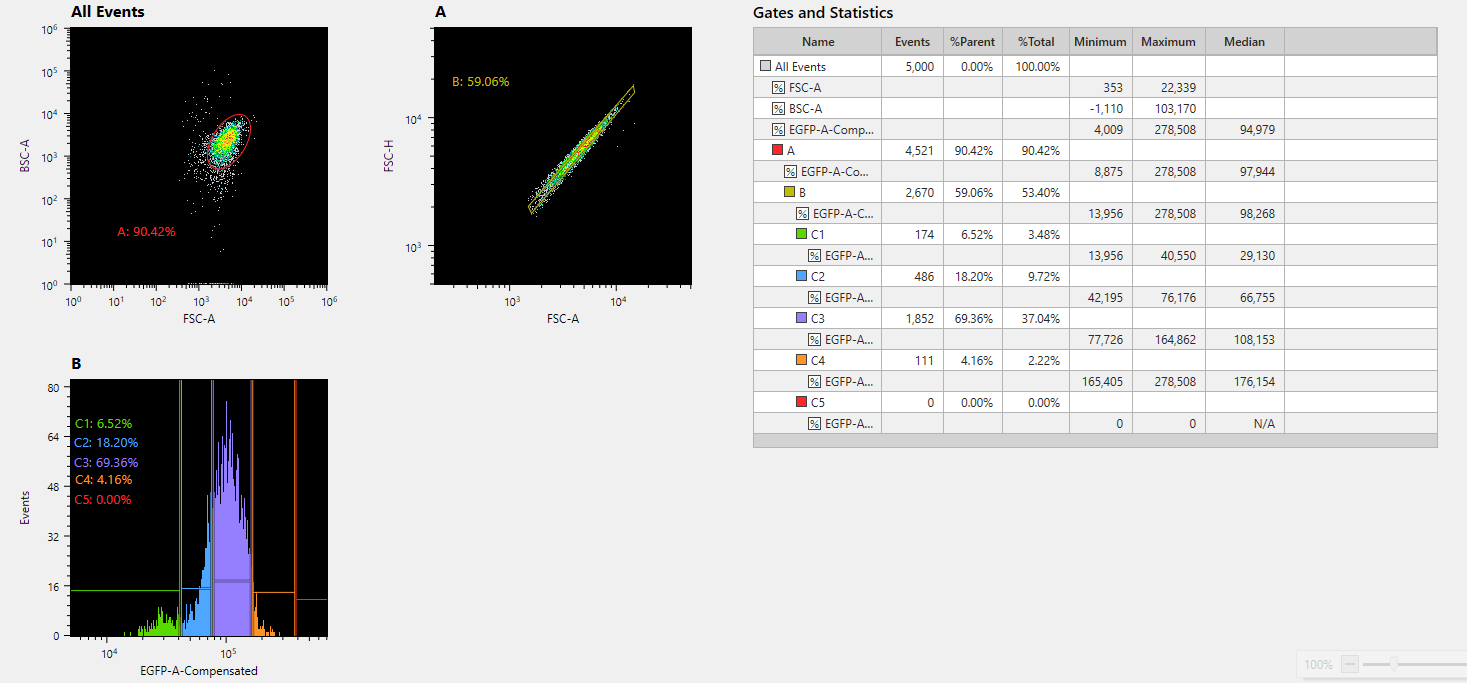 All Events
10⁶
10⁵
10⁴
10³
10²
10¹
10⁰
BSC-A
A: 90.42%
10⁰ 10¹ 10² 10³ 10⁴ 10⁵ 10⁶
FSC-A
A
B: 59.06%
10⁴
10³
FSC-H
10³ 10⁴
FSC-A
B
80
64
48
32
16
0
Events
C1: 6.52%
C2: 18.20%
C3: 69.36%
C4: 4.16%
C5: 0.00%
10⁴ 10⁵
EGFP-A-Compensated
Gates and Statistics
Name Events %Parent %Total Minimum Maximum Median
All Events 5,000 0.00% 100.00%
% FSC-A 353 22,339
% BSC-A -1,110 103,170
% EGFP-A-Comp... 4,009 278,508 94,979
A 4,521 90.42% 90.42%
% EGFP-A-Co... 8,875 278,508 97,944
B 2,670 59.06% 53.40%
% EGFP-A-C... 13,956 278,508 98,268
C1 174 6.52% 3.48%
% EGFP-A... 13,956 40,550 29,130
C2 486 18.20% 9.72%
% EGFP-A... 42,195 76,176 66,755
C3 1,852 69.36% 37.04%
% EGFP-A... 77,726 164,862 108,153
C4 111 4.16% 2.22%
% EGFP-A... 165,405 278,508 176,154
C5 0 0.00% 0.00%
% EGFP-A... 0 0 N/A
100%